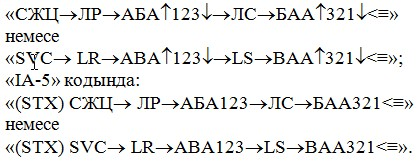 «СЖЦ→ЛР→АБА↑123↓→ЛС→БАА↑321↓<≡»
немесе
«SVC→ LR→ABA↑123↓→LS→BAA↑321↓<≡»;
«IA-5» кодында:
«(STX) СЖЦ→ ЛР→АБА123→ЛС→БАА321<≡»
немесе
«(STX) SVC→ LR→ABA123→LS→BAA321<≡».